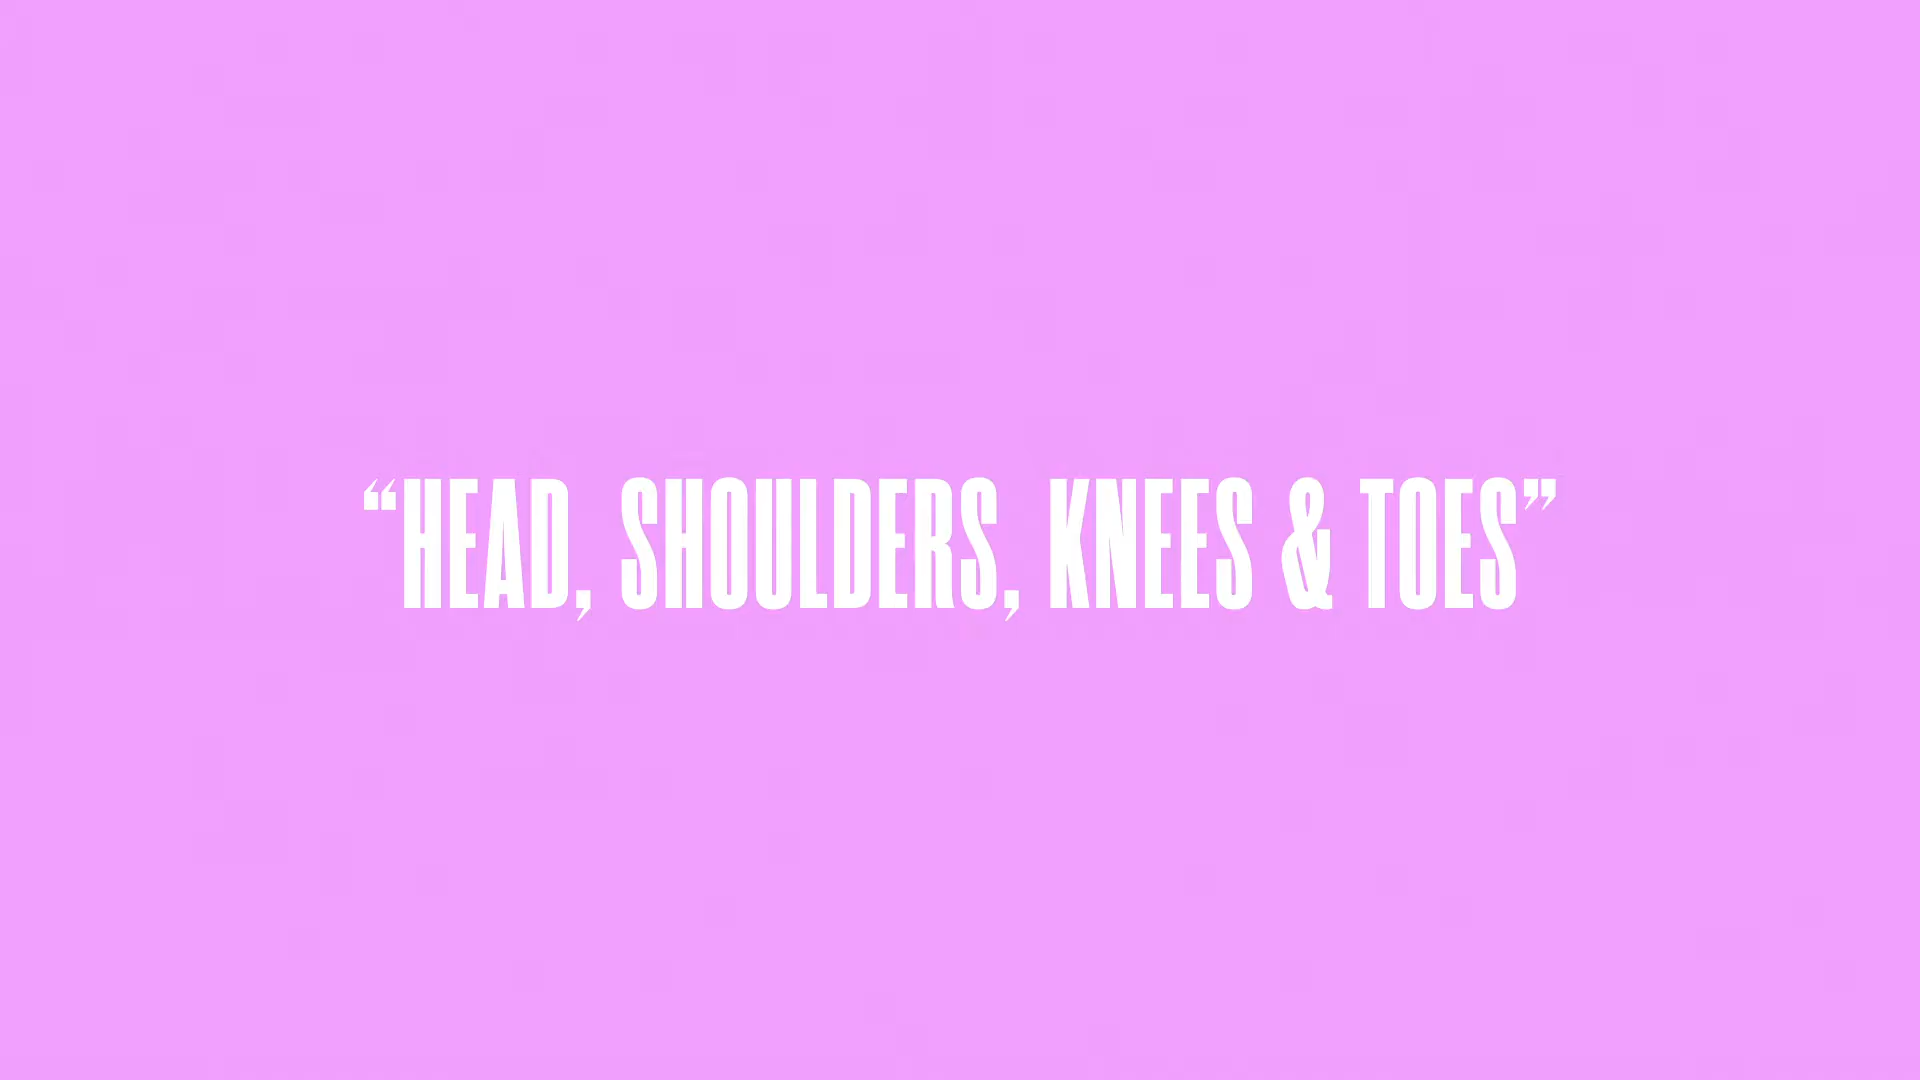 “HEAD, SHOULDERS, KNEES & TOES”